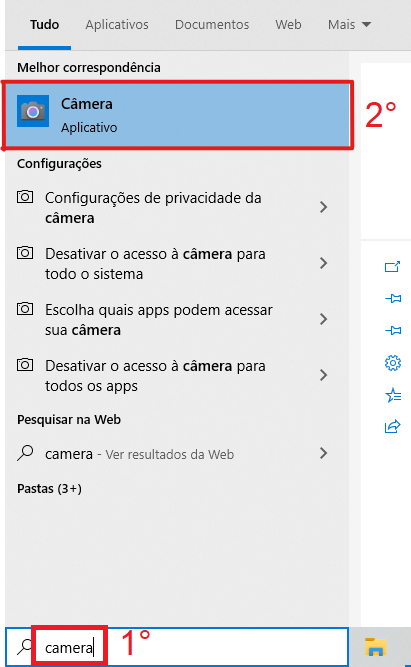 Tudo Aplicativos Documentos Web Mais
Melhor correspondência
Câmera
Aplicativo
2°
Configurações
Configurações de privacidade da
câmera
Desativar o acesso à câmera para
todo o sistema
Escolha quais apps podem acessar
sua câmera
Desativar o acesso à câmera para
todos os apps
Pesquisar na Web
camera - Ver resultados da Web
Pastas (3+)
camera
1°